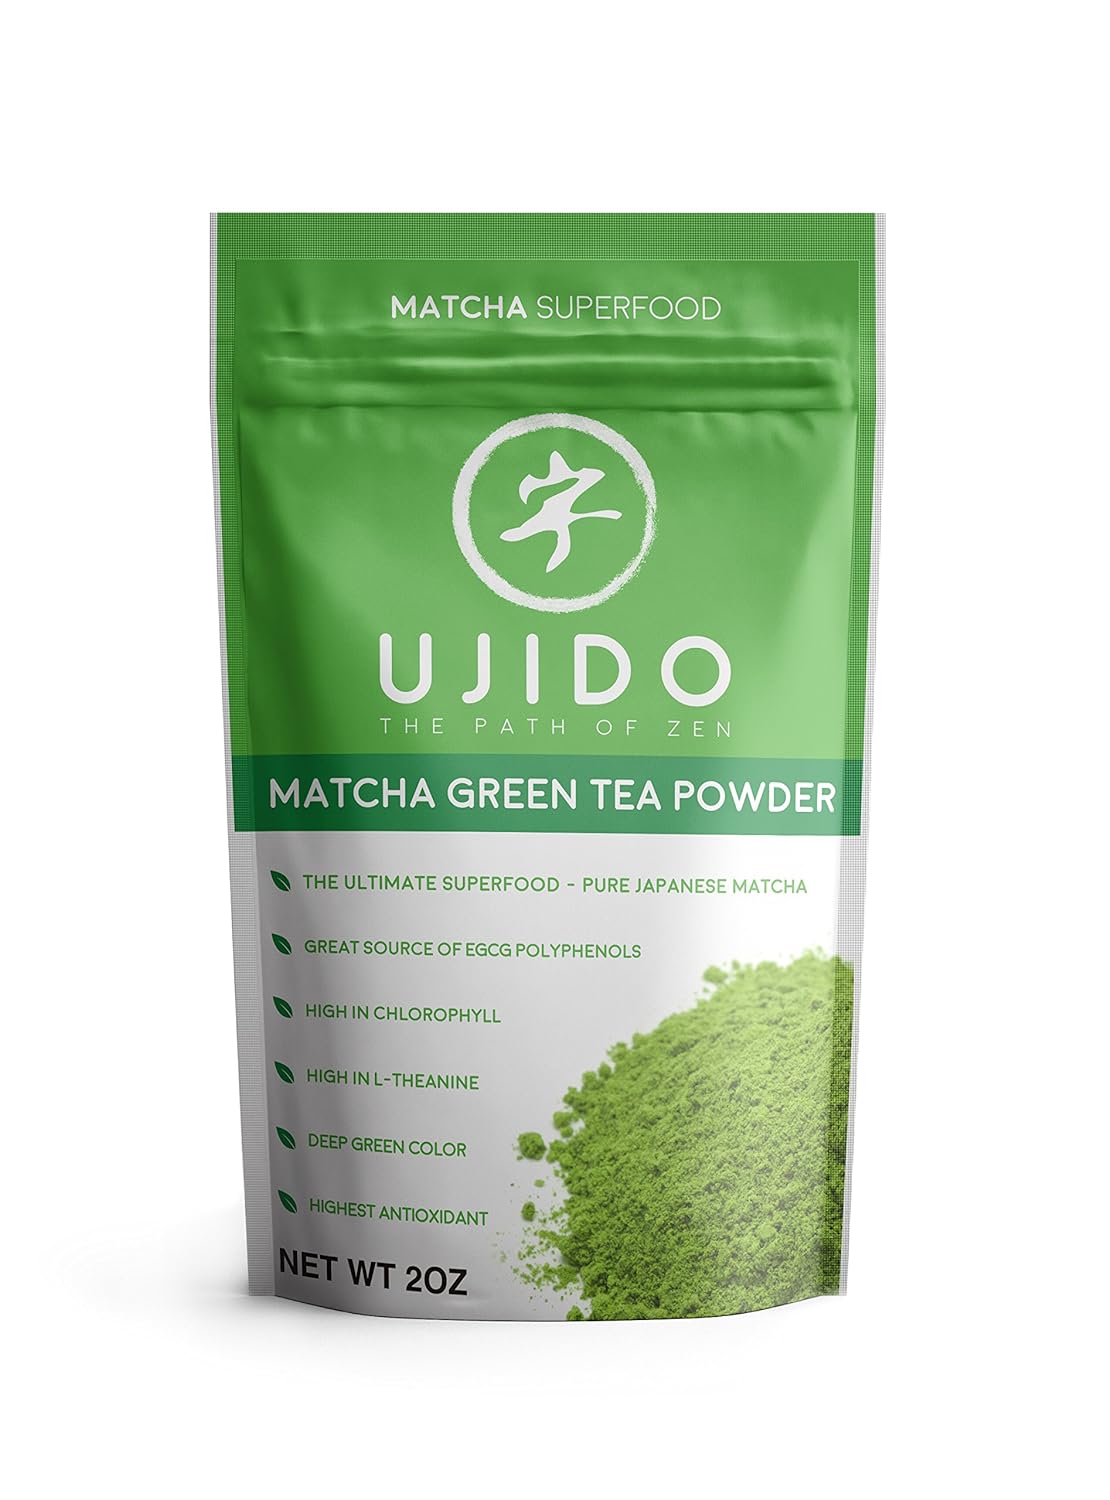 MATCHA SUPERFOOD
字
UJIDO
THE PATH OF ZEN
MATCHA GREEN TEA POWDER
THE ULTIMATE SUPERFOOD - PURE JAPANESE MATCHA
GREAT SOURCE OF EGCG POLYPHENOLS
HIGH IN CHLOROPHYLL
HIGH IN L-THEANINE
DEEP GREEN COLOR
HIGHEST ANTIOXIDANT
NET WT 2OZ